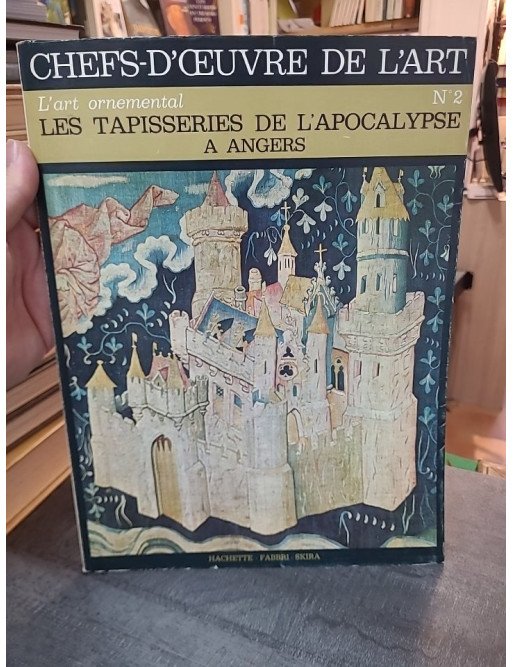 CHEFS-D'ŒUVRE DE L'ART
L'art ornemental N°2
LES TAPISSERIES DE L'APOCALYPSE
A ANGERS
HACHETTE - FABBRI - SKIRA